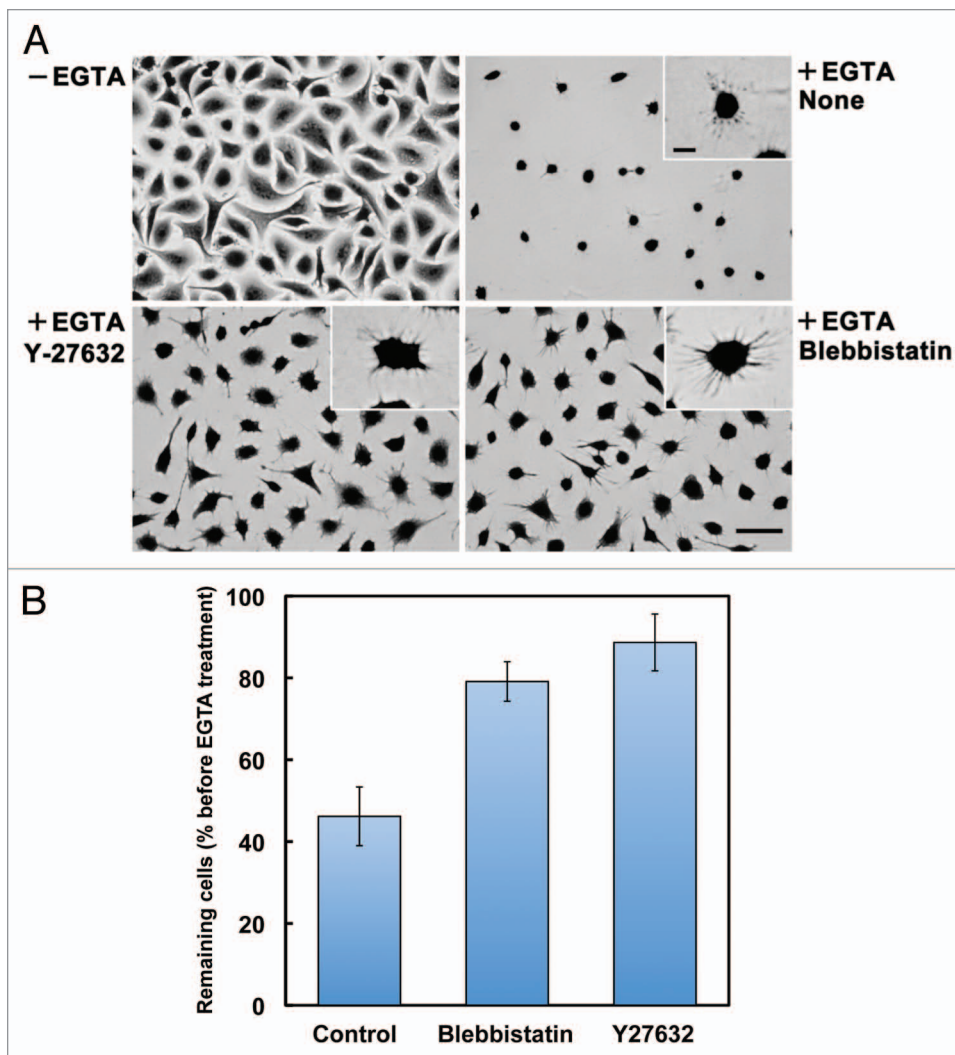 A
−EGTA
+EGTA
None
+EGTA
Y-27632
+EGTA
Blebbistatin
B
Remaining cells (% before EGTA treatment)
100
80
60
40
20
0
Control Blebbistatin Y27632